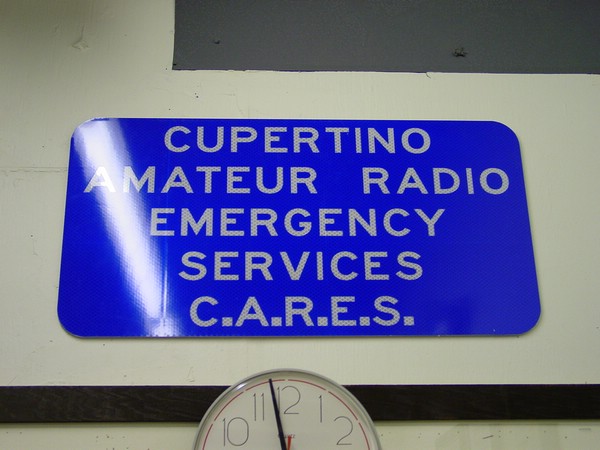 CUPERTINO
AMATEUR RADIO
EMERGENCY
SERVICES
C.A.R.E.S.
10 11 12 1 2